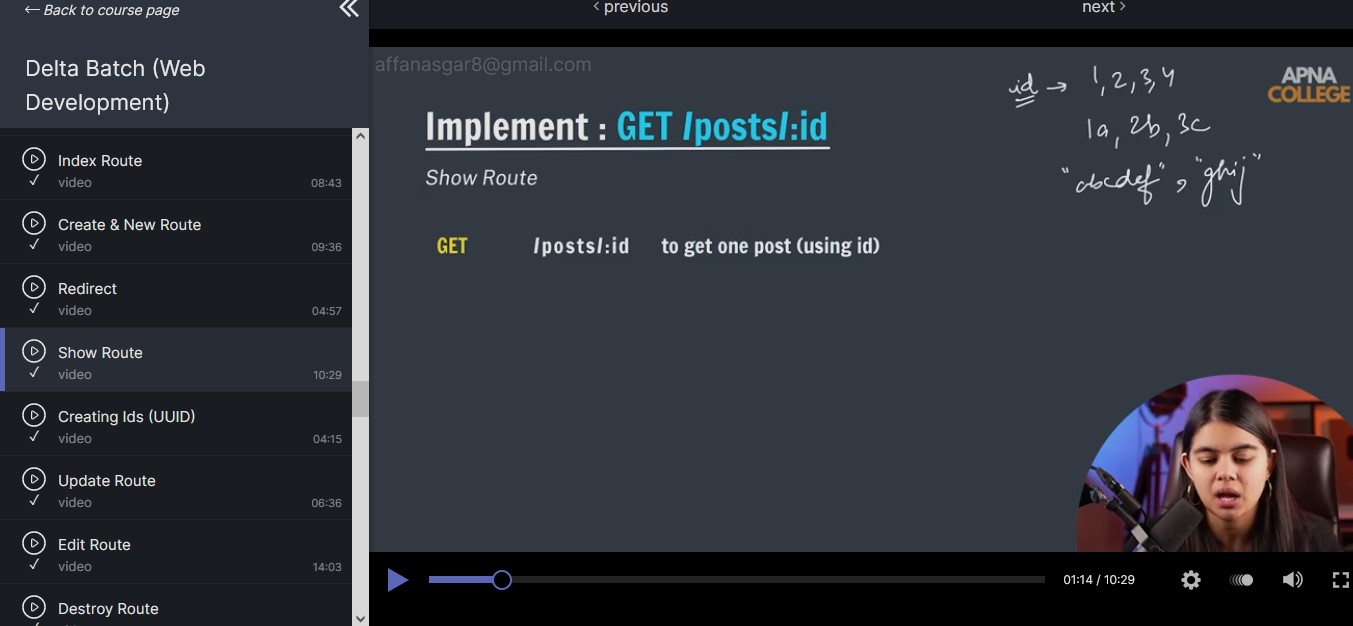 ← Back to course page
Delta Batch (Web
Development)
Index Route
video 08:43
Create & New Route
video 09:36
Redirect
video 04:57
Show Route
video 10:29
Creating Ids (UUID)
video 04:15
Update Route
video 06:36
Edit Route
video 14:03
Destroy Route
< previous
next >
affanasgar8@gmail.com
APNA
COLLEGE
id → 1, 2, 3, 4
1a, 2b, 3c
"abcdef", "ghij"
Implement : GET /posts/:id
Show Route
GET /posts/:id to get one post (using id)
01:14 / 10:29